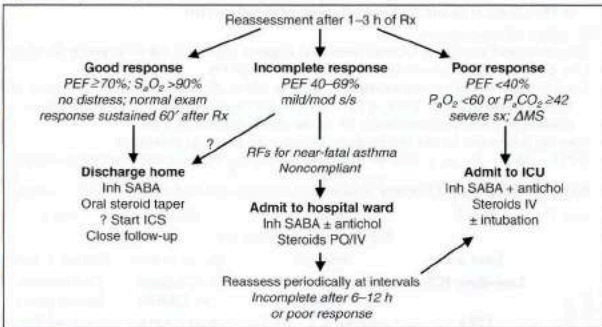 Reassessment after 1–3 h of Rx
Good response
PEF ≥70%; SaO2 >90%
no distress; normal exam
response sustained 60′ after Rx
Incomplete response
PEF 40–69%
mild/mod s/s
Poor response
PEF <40%
PaO2 <60 or PaCO2 ≥42
severe sx; ΔMS
?
RFs for near-fatal asthma
Noncompliant
Discharge home
Inh SABA
Oral steroid taper
? Start ICS
Close follow-up
Admit to hospital ward
Inh SABA ± antichol
Steroids PO/IV
Admit to ICU
Inh SABA + antichol
Steroids IV
± intubation
Reassess periodically at intervals
Incomplete after 6–12 h
or poor response